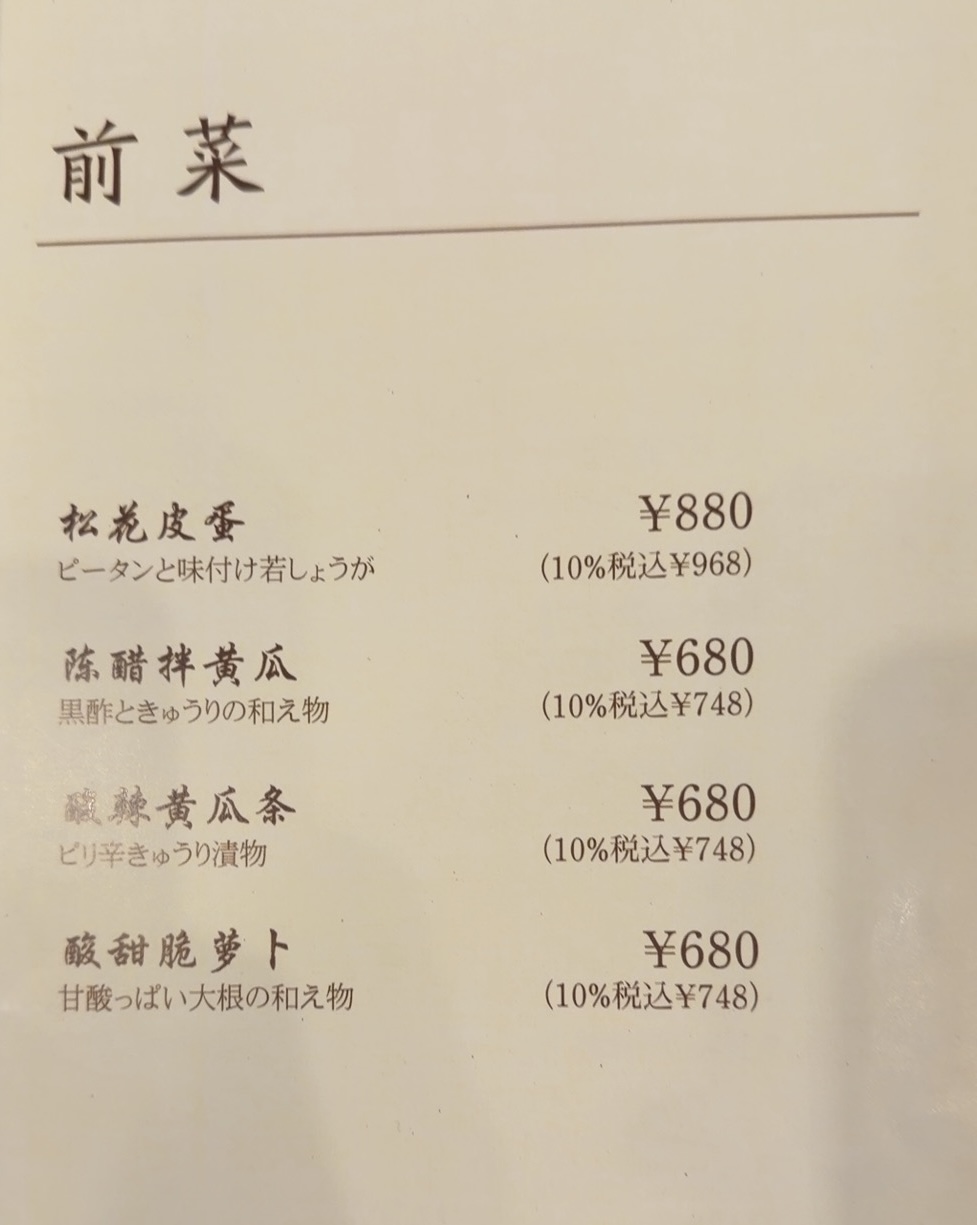 前菜
松花皮蛋 ¥880
ピータンと味付け若しょうが (10%税込¥968)
陈醋拌黄瓜 ¥680
黒酢ときゅうりの和え物 (10%税込¥748)
酸辣黄瓜条 ¥680
ピリ辛きゅうり漬物 (10%税込¥748)
酸甜脆萝卜 ¥680
甘酸っぱい大根の和え物 (10%税込¥748)